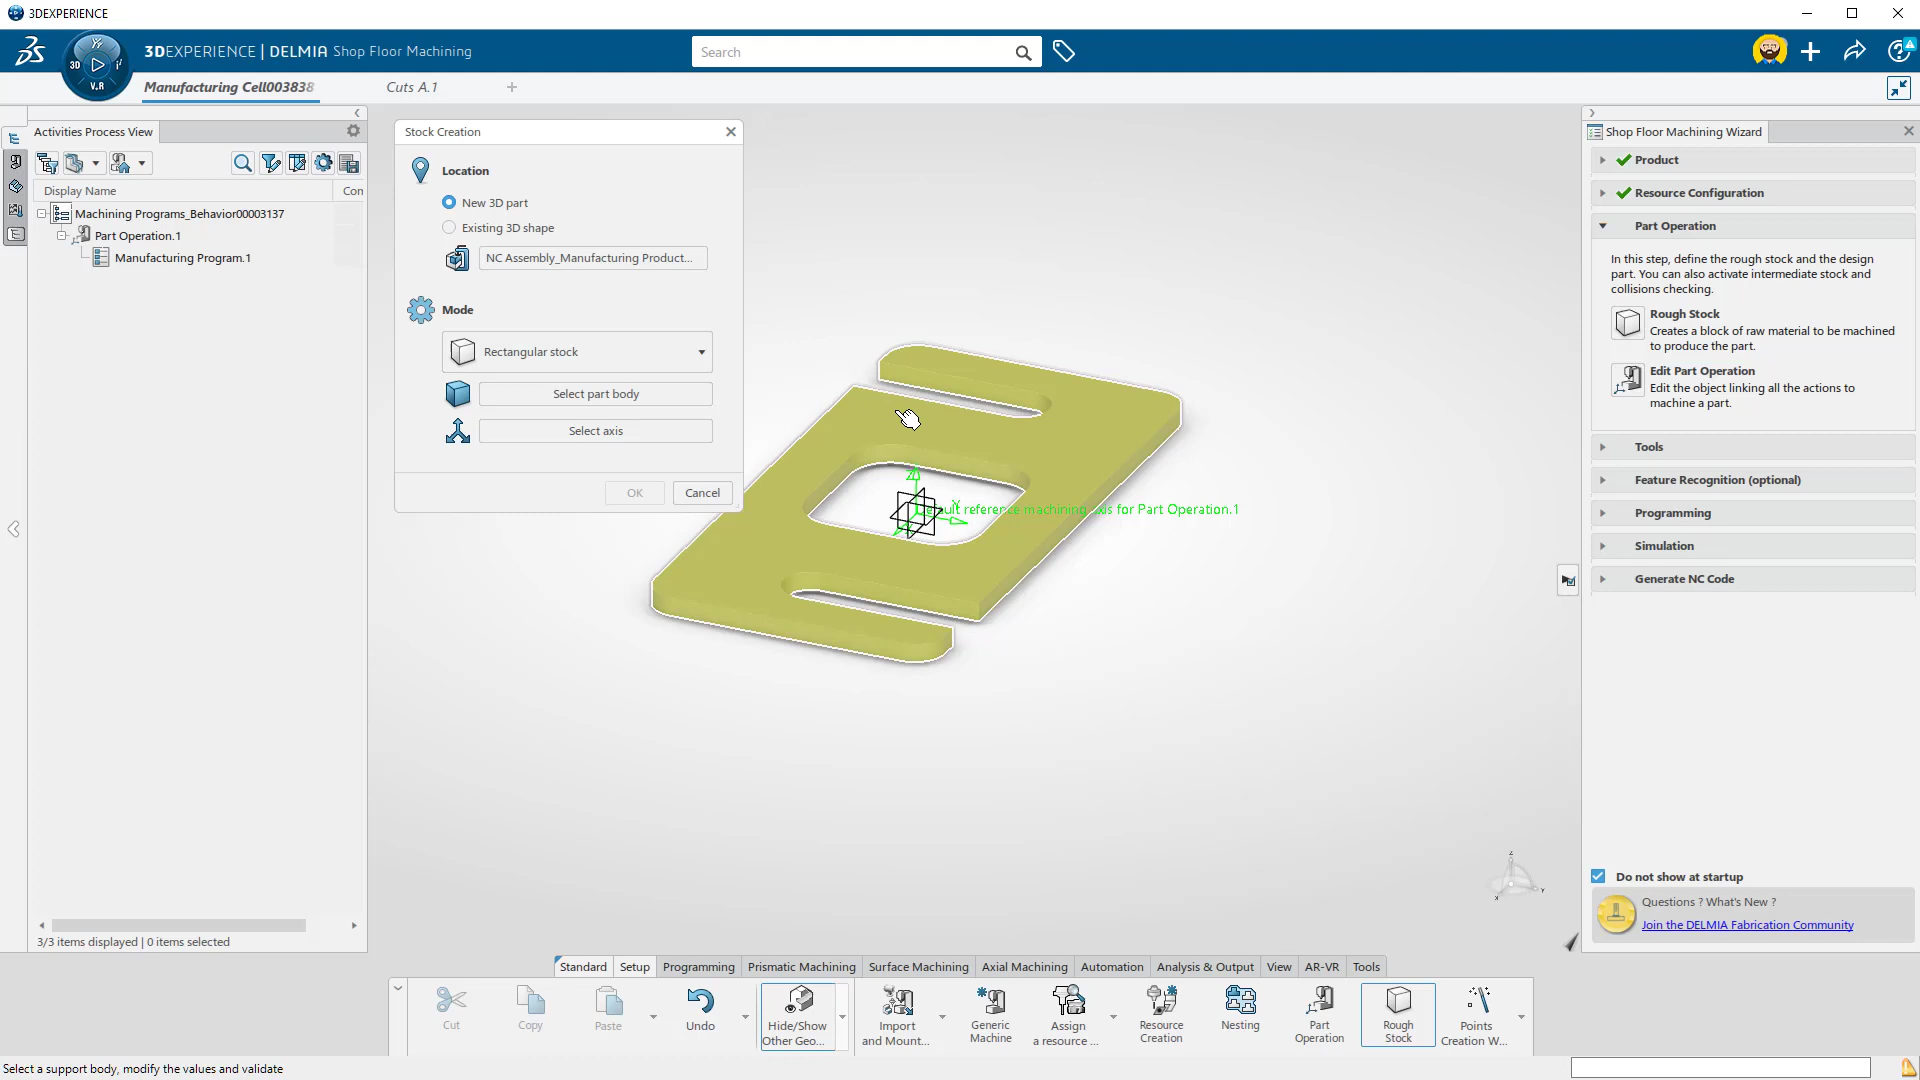 3DEXPERIENCE
3DEXPERIENCE | DELMIA Shop Floor Machining
Search
3D
V.R
Manufacturing Cell003838
Cuts A.1
Activities Process View
Display Name
Con
Machining Programs_Behavior00003137
Part Operation.1
Manufacturing Program.1
3/3 items displayed | 0 items selected
Stock Creation
Location
New 3D part
Existing 3D shape
NC Assembly_Manufacturing Product...
Mode
Rectangular stock
Select part body
Select axis
OK
Cancel
Z
Y
reference machining axis for Part Operation.1
Z
Y
X
Shop Floor Machining Wizard
Product
Resource Configuration
Part Operation
In this step, define the rough stock and the design
part. You can also activate intermediate stock and
collisions checking.
Rough Stock
Creates a block of raw material to be machined
to produce the part.
Edit Part Operation
Edit the object linking all the actions to
machine a part.
Tools
Feature Recognition (optional)
Programming
Simulation
Generate NC Code
Do not show at startup
Questions ? What's New ?
Join the DELMIA Fabrication Community
Standard
Setup
Programming
Prismatic Machining
Surface Machining
Axial Machining
Automation
Analysis & Output
View
AR-VR
Tools
Cut
Copy
Paste
Undo
Hide/Show
Other Geo...
Import
and Mount...
Generic
Machine
Assign
a resource ...
Resource
Creation
Nesting
Part
Operation
Rough
Stock
Points
Creation W...
Select a support body, modify the values and validate